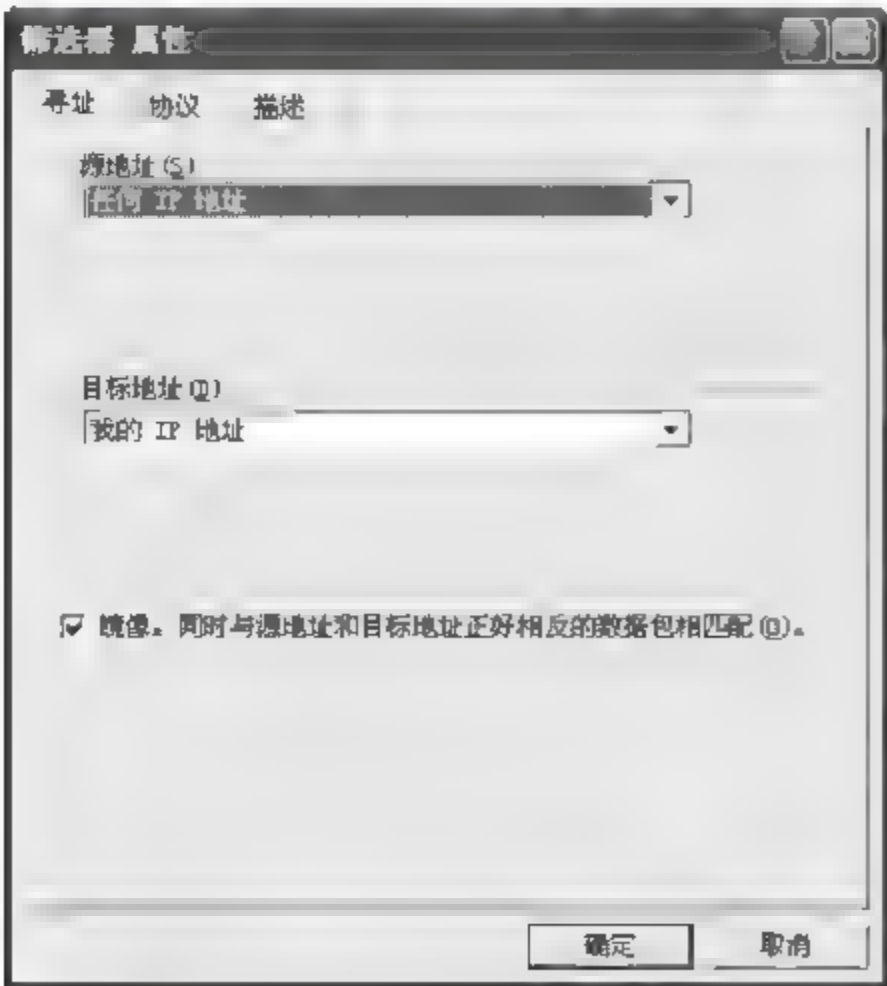 筛选器 属性
寻址 协议 描述
源地址(S)
任何 IP 地址
目标地址(D)
我的 IP 地址
镜像。同时与源地址和目标地址正好相反的数据包相匹配(O)。
确定 取消